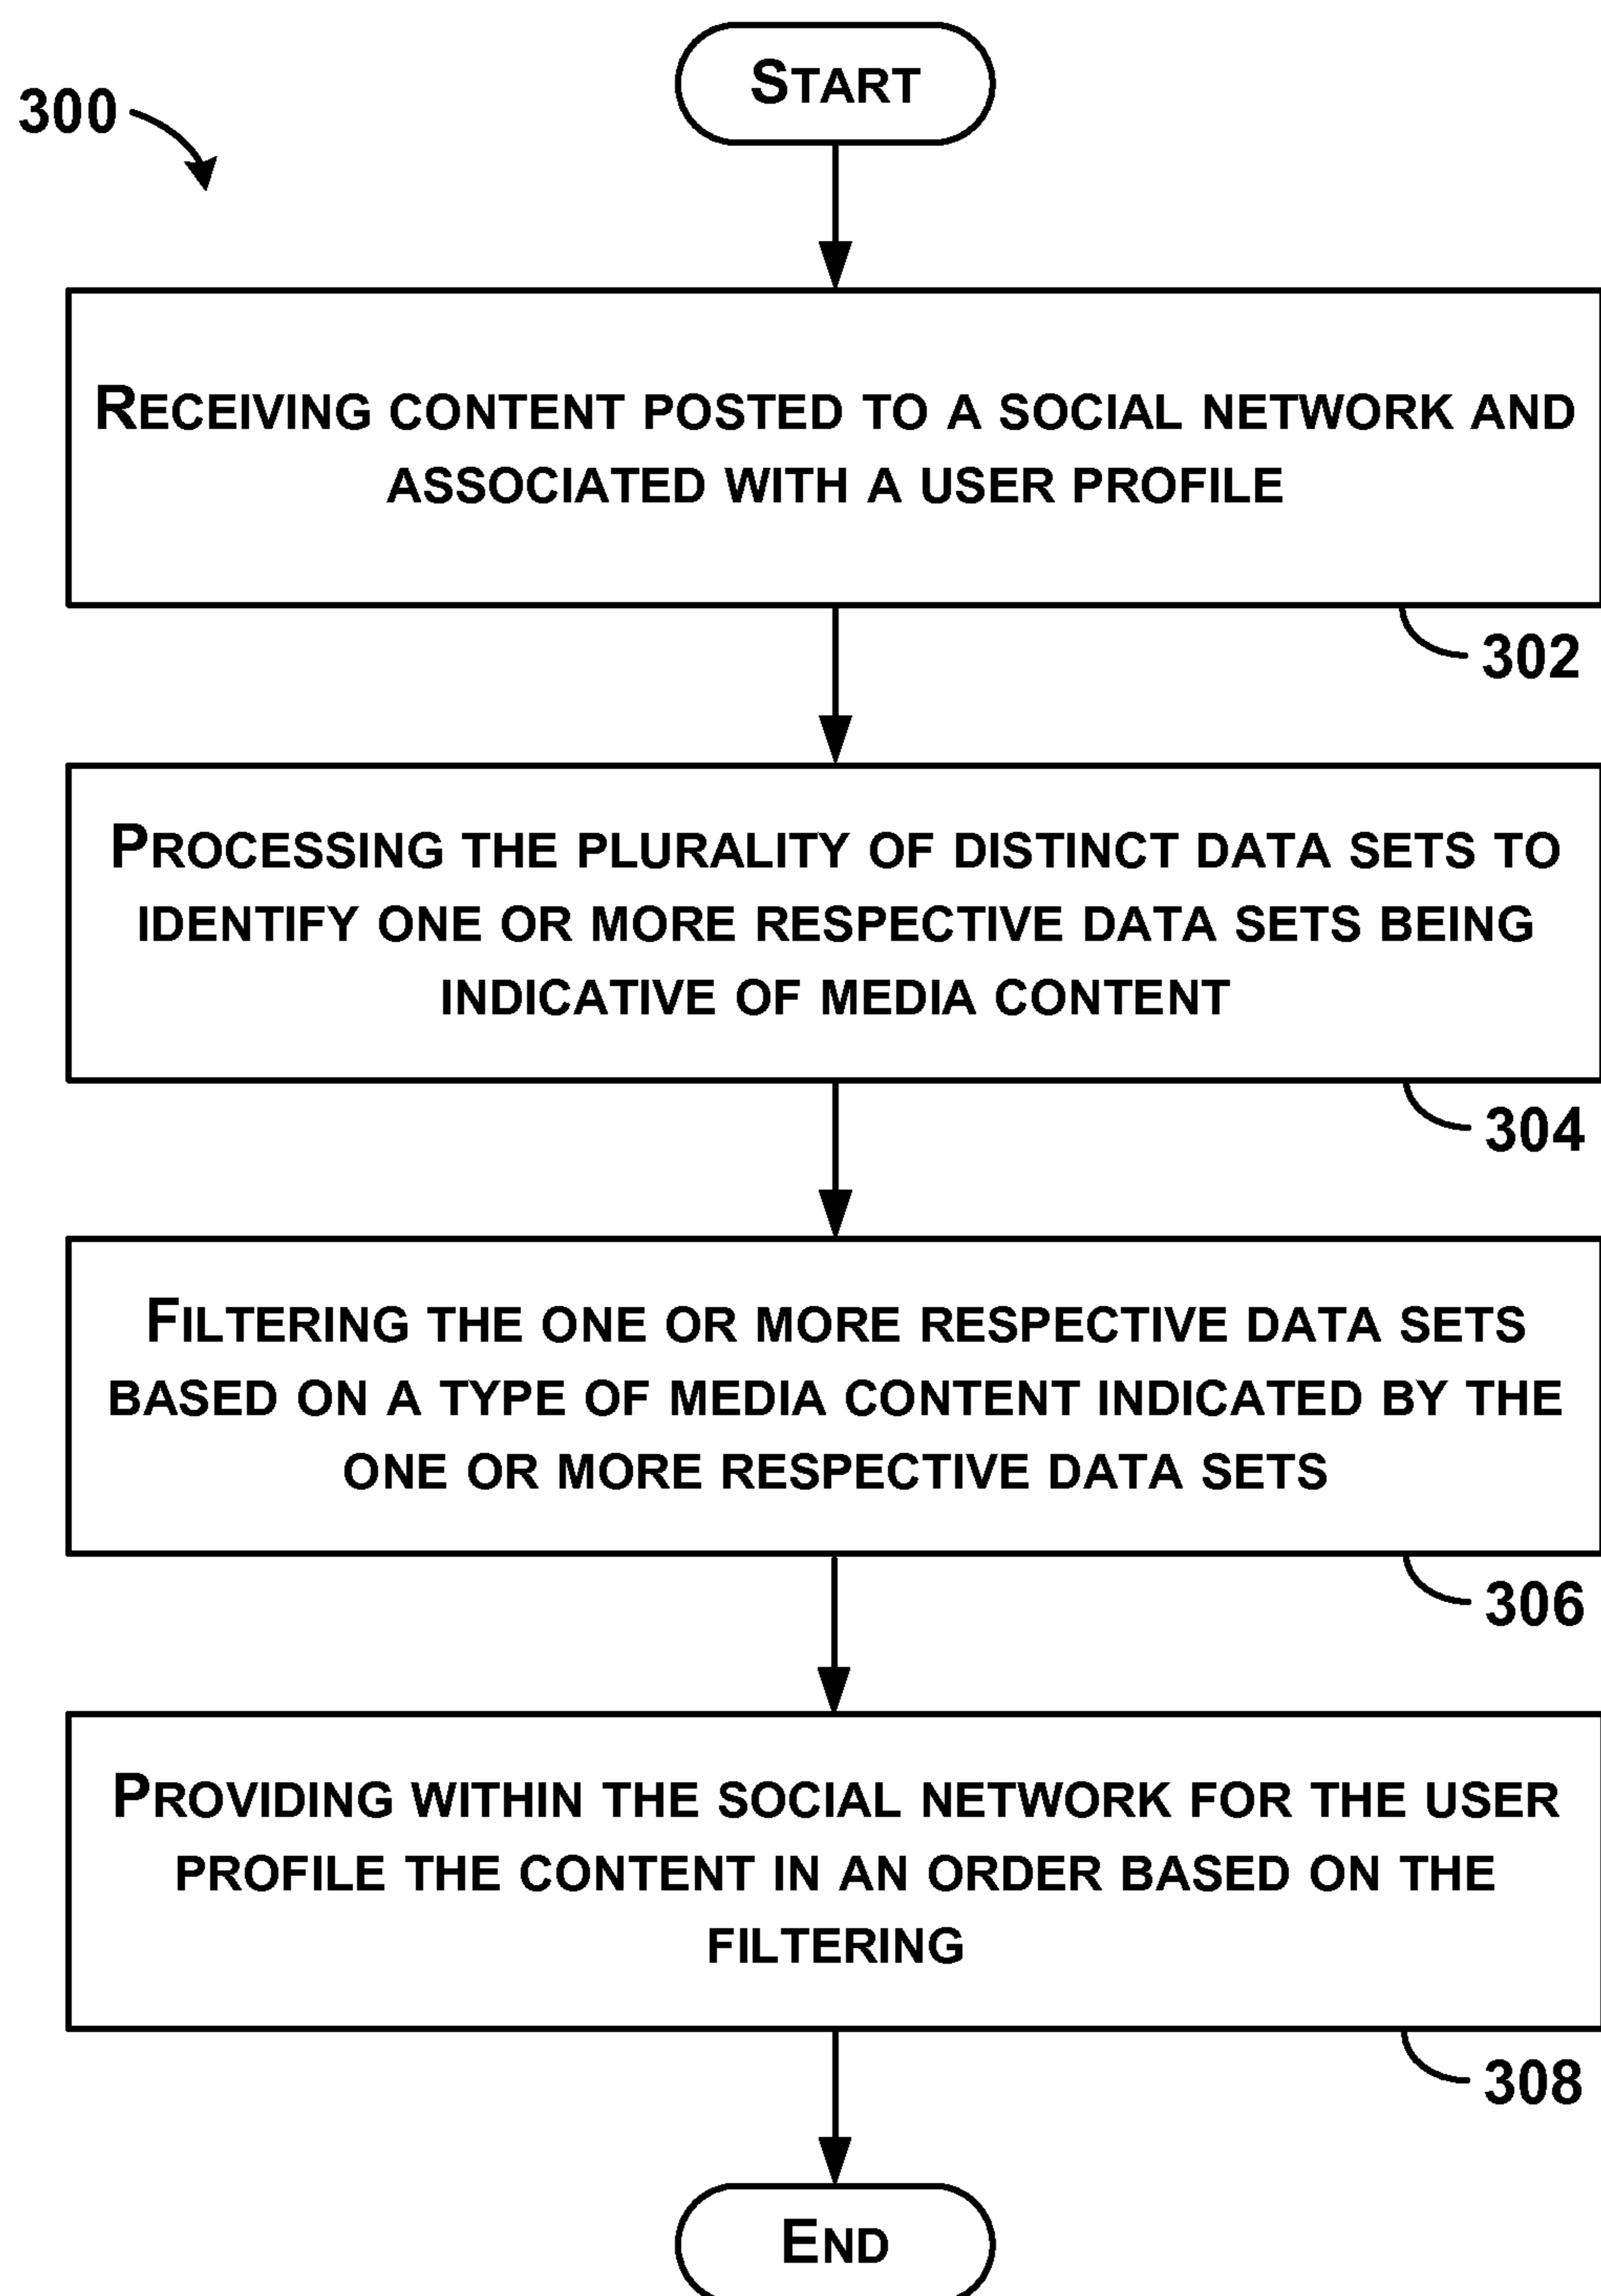 START
300
RECEIVING CONTENT POSTED TO A SOCIAL NETWORK AND
ASSOCIATED WITH A USER PROFILE
302
PROCESSING THE PLURALITY OF DISTINCT DATA SETS TO
IDENTIFY ONE OR MORE RESPECTIVE DATA SETS BEING
INDICATIVE OF MEDIA CONTENT
304
FILTERING THE ONE OR MORE RESPECTIVE DATA SETS
BASED ON A TYPE OF MEDIA CONTENT INDICATED BY THE
ONE OR MORE RESPECTIVE DATA SETS
306
PROVIDING WITHIN THE SOCIAL NETWORK FOR THE USER
PROFILE THE CONTENT IN AN ORDER BASED ON THE
FILTERING
308
END